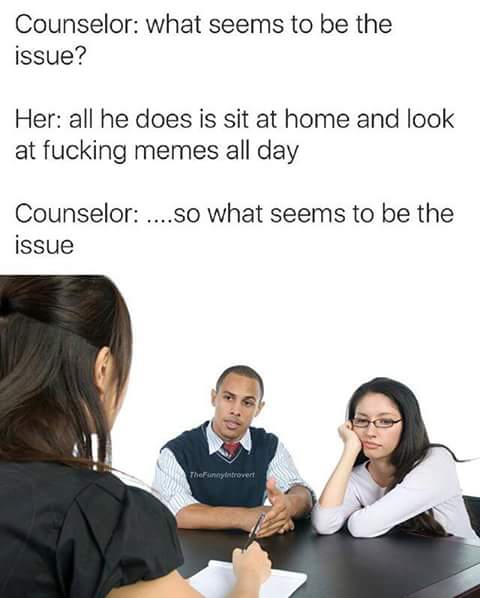 Counselor: what seems to be the
issue?
Her: all he does is sit at home and look
at fucking memes all day
Counselor: ....so what seems to be the
issue
TheFunnyIntrovert